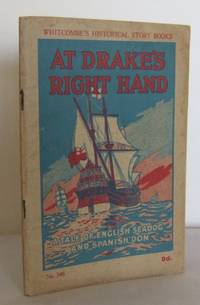 WHITCOMBE'S HISTORICAL STORY BOOKS
AT DRAKE'S
RIGHT HAND
A TALE OF ENGLISH SEADOG
AND SPANISH DON
9d.